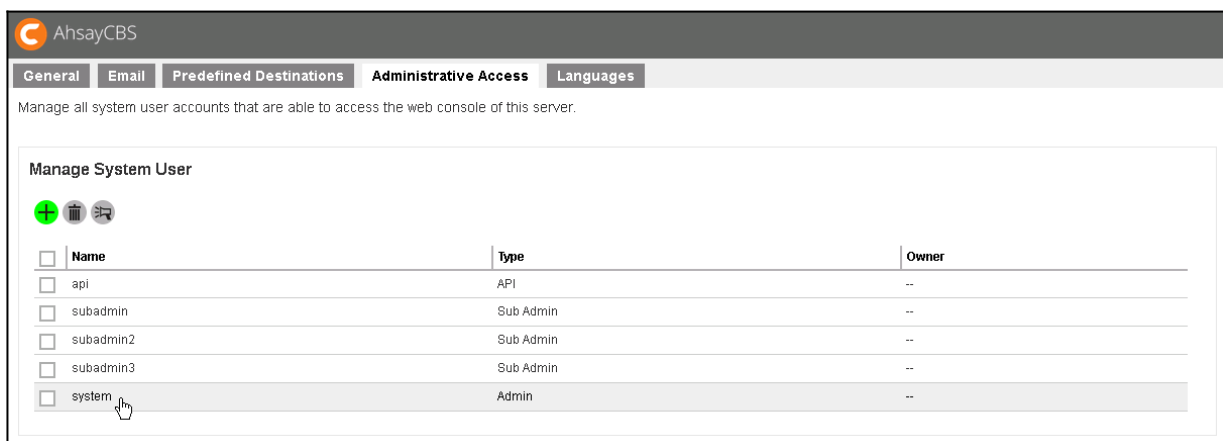 AhsayCBS
General Email Predefined Destinations Administrative Access Languages
Manage all system user accounts that are able to access the web console of this server.
Manage System User
Name Type Owner
api API --
subadmin Sub Admin --
subadmin2 Sub Admin --
subadmin3 Sub Admin --
system Admin --